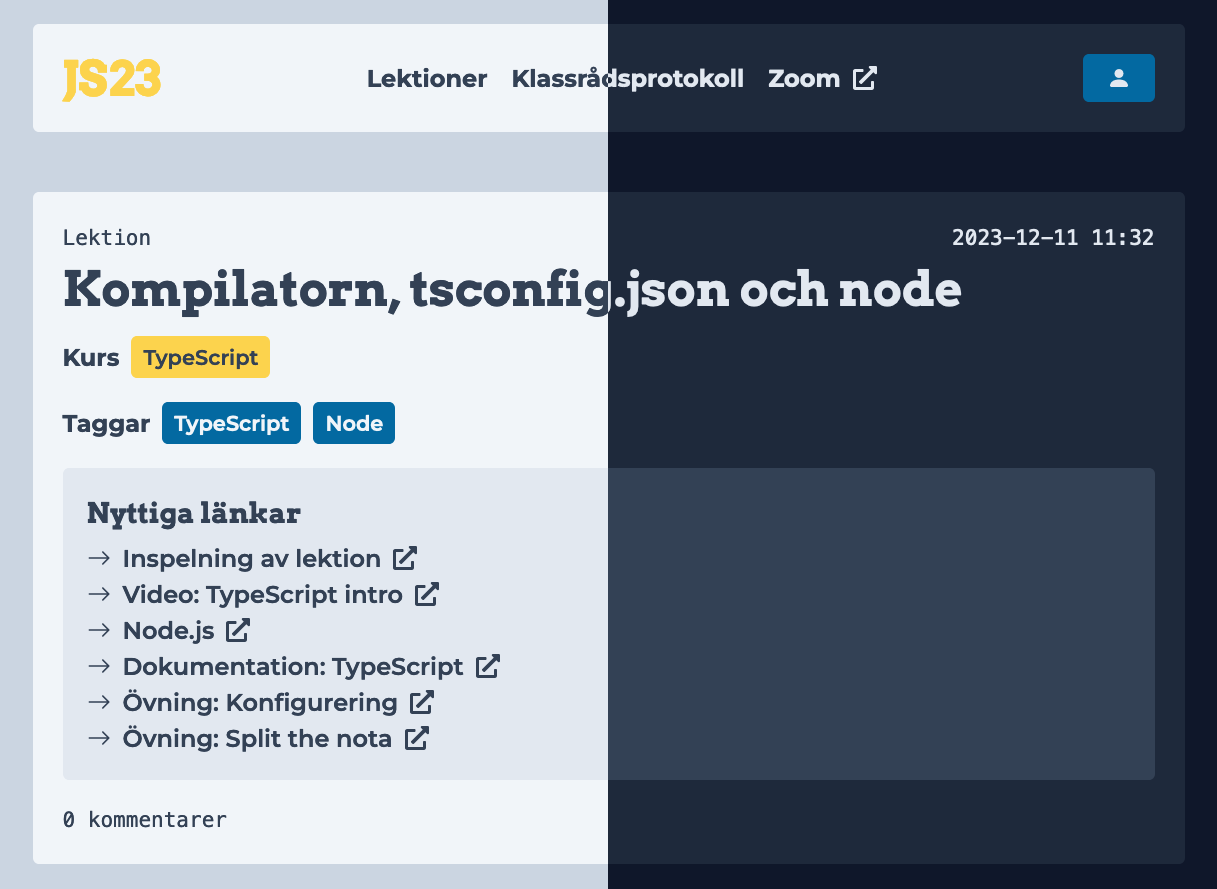 JS23
Lektioner Klassrådsprotokoll Zoom
Lektion 2023-12-11 11:32
Kompilatorn, tsconfig.json och node
Kurs TypeScript
Taggar TypeScript Node
Nyttiga länkar
→ Inspelning av lektion
→ Video: TypeScript intro
→ Node.js
→ Dokumentation: TypeScript
→ Övning: Konfigurering
→ Övning: Split the nota
0 kommentarer